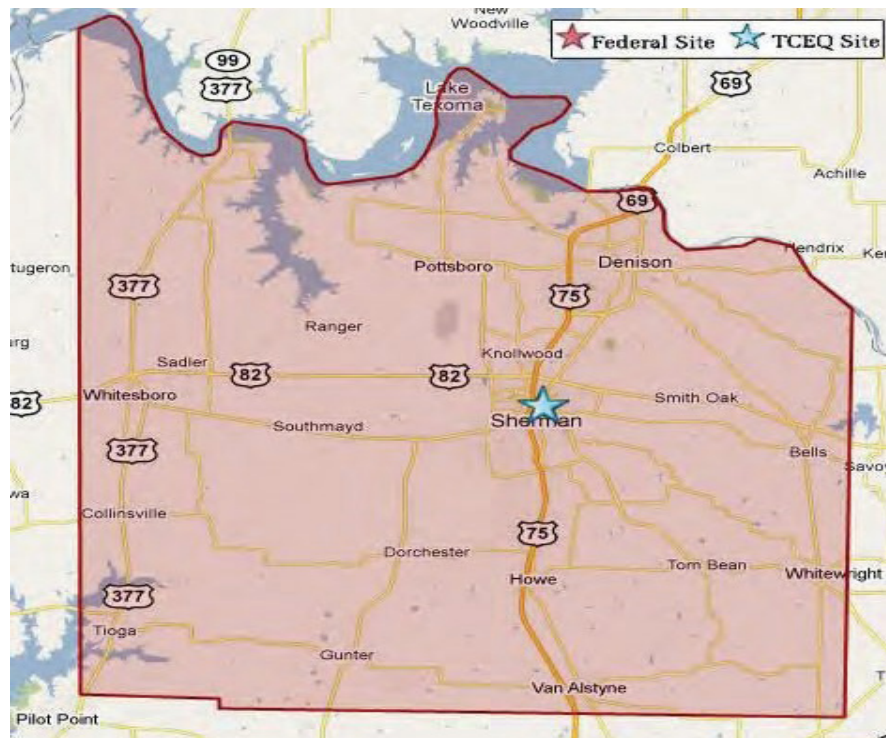 New
Woodville
Federal Site
TCEQ Site
99
377
69
Lake
Texoma
Colbert
Achille
69
Hendrix
Ke
tugeron
Pottsboro
Denison
377
75
Ranger
rg
Knollwood
Sadler
82
82
Whitesboro
82
Smith Oak
Sherman
Southmayd
377
Bells
Savoy
wa
Collinsville
75
Dorchester
Tom Bean
Howe
Whitewright
377
Tioga
Gunter
T
Van Alstyne
Pilot Point